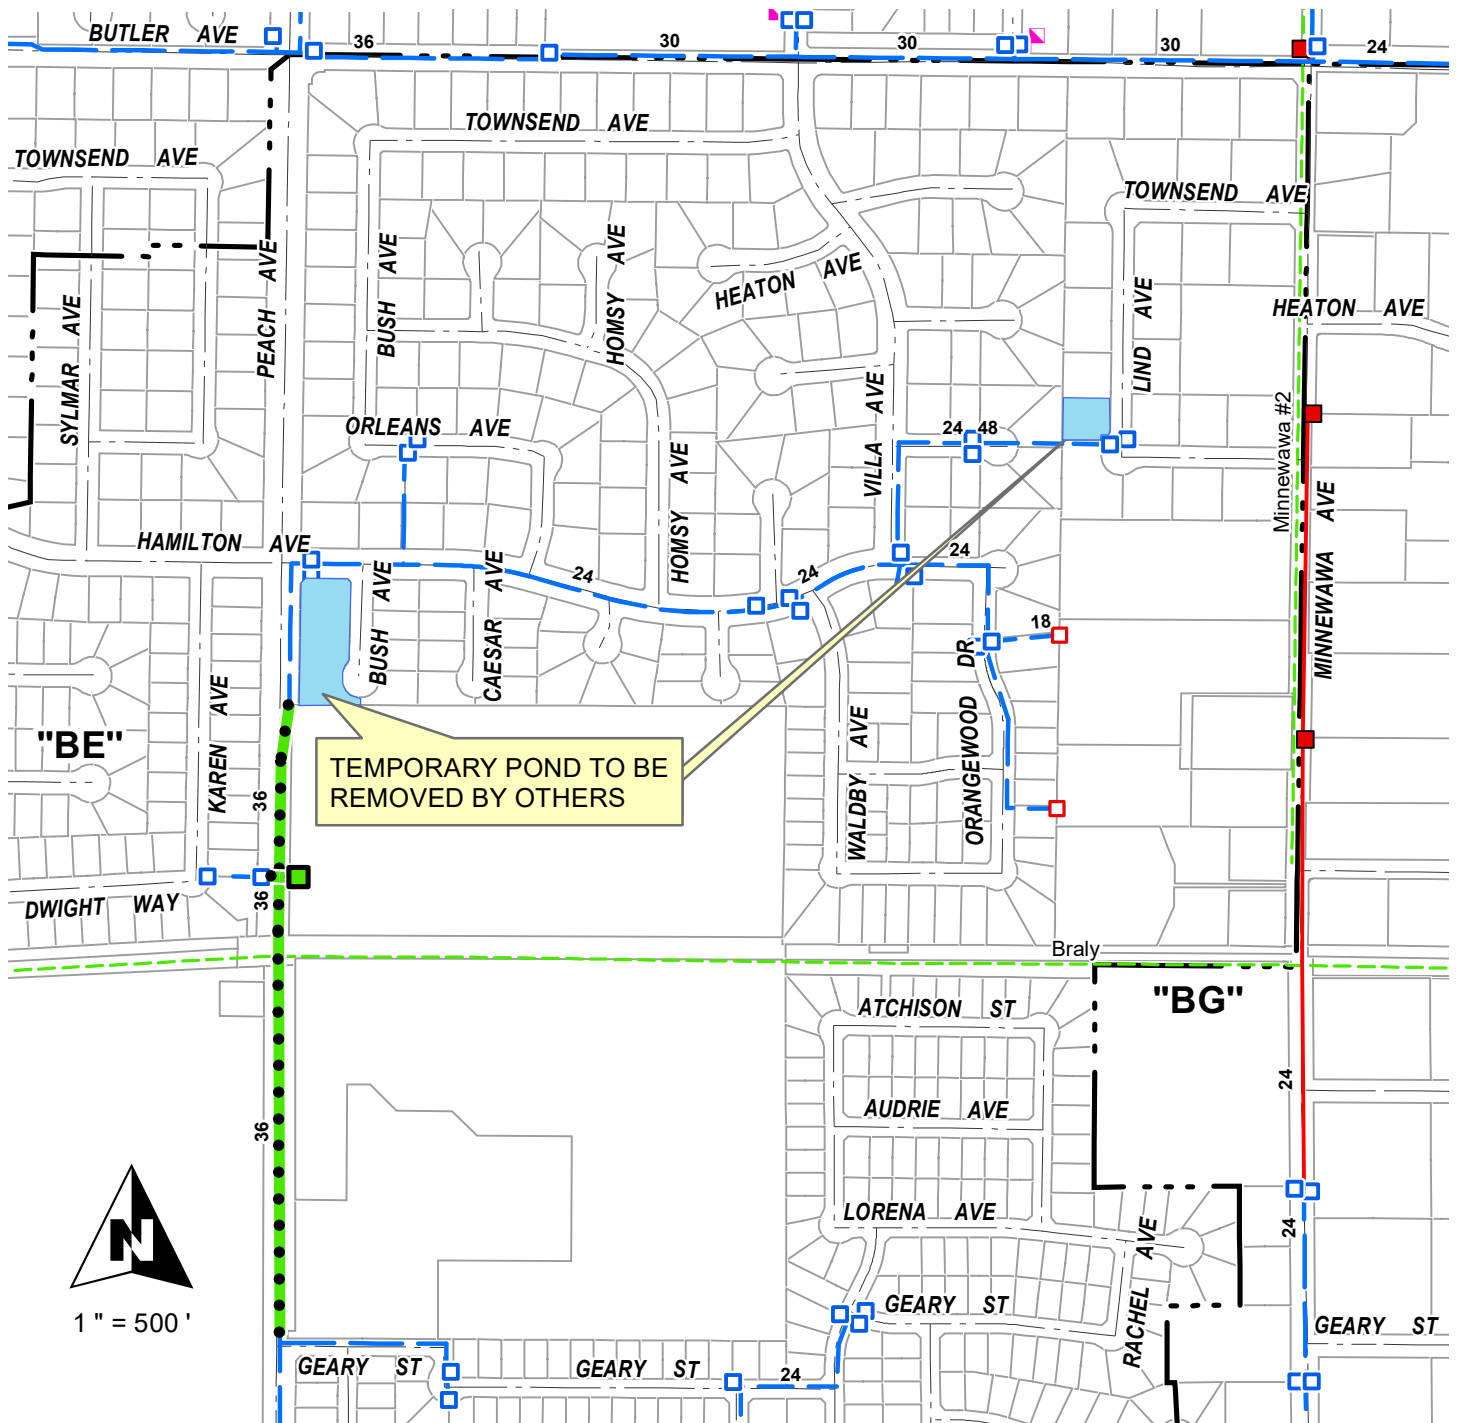 BUTLER AVE
36
30
30
30
24
TOWNSEND AVE
TOWNSEND AVE
TOWNSEND AVE
PEACH AVE
BUSH AVE
HOMSY AVE
HEATON AVE
HEATON AVE
SYLMAR AVE
LIND AVE
VILLA AVE
Minnewawa #2
ORLEANS AVE
24 48
HOMSY AVE
MINNEWAWA AVE
HAMILTON AVE
24
24
24
BUSH AVE
CAESAR AVE
18
KAREN AVE
WALDBY AVE
ORANGEWOOD DR
"BE"
TEMPORARY POND TO BE
REMOVED BY OTHERS
36
36
DWIGHT WAY
Braly
"BG"
ATCHISON ST
24
AUDRIE AVE
36
LORENA AVE
24
RACHEL AVE
N
1 " = 500 '
GEARY ST
GEARY ST
GEARY ST
GEARY ST
24